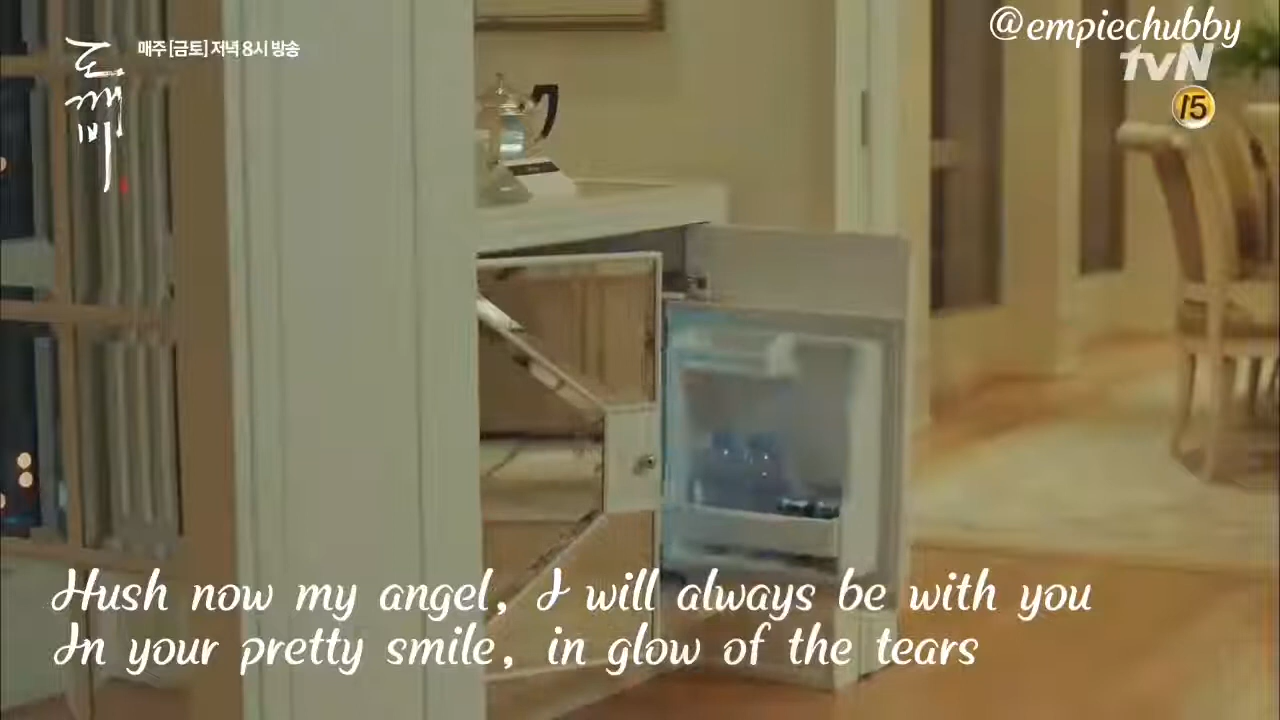 @empiechubby
도깨비
매주 [금토] 저녁 8시 방송
tvN
15
Hush now my angel, I will always be with you
In your pretty smile, in glow of the tears